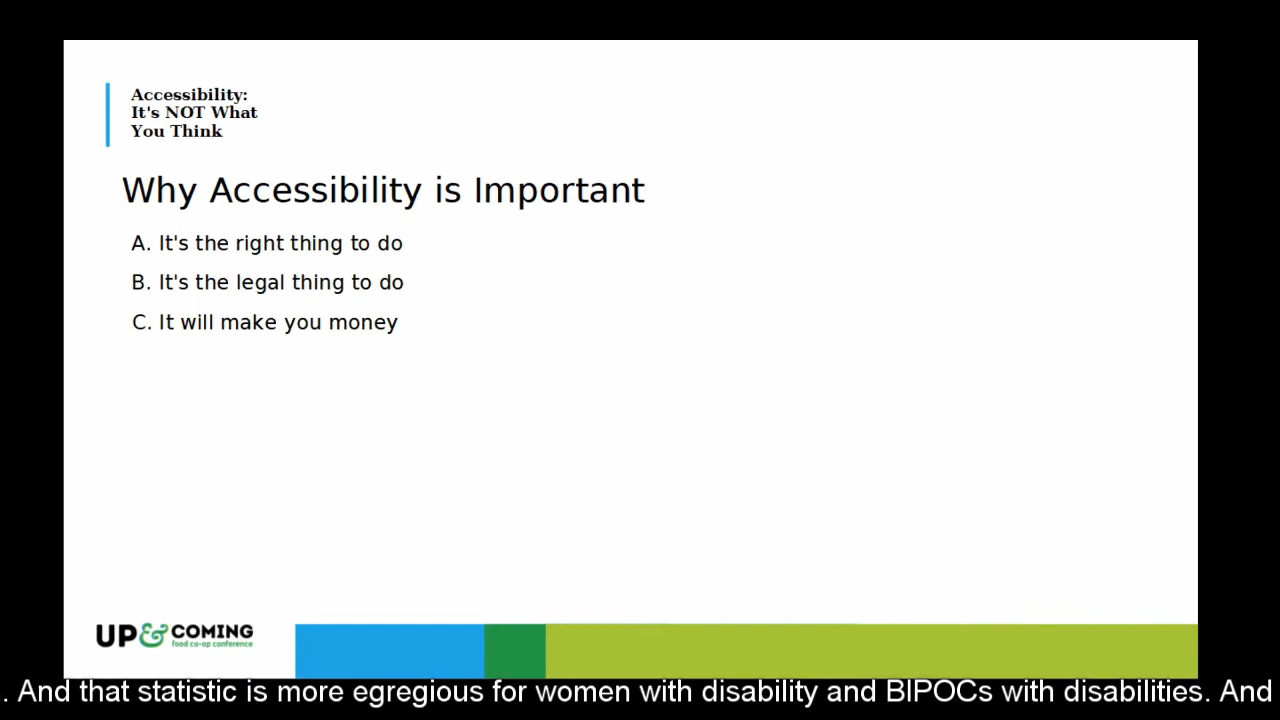 Accessibility:
It's NOT What
You Think
Why Accessibility is Important
A. It's the right thing to do
B. It's the legal thing to do
C. It will make you money
UP & COMING
food co-op conference
. And that statistic is more egregious for women with disability and BIPOCs with disabilities. And